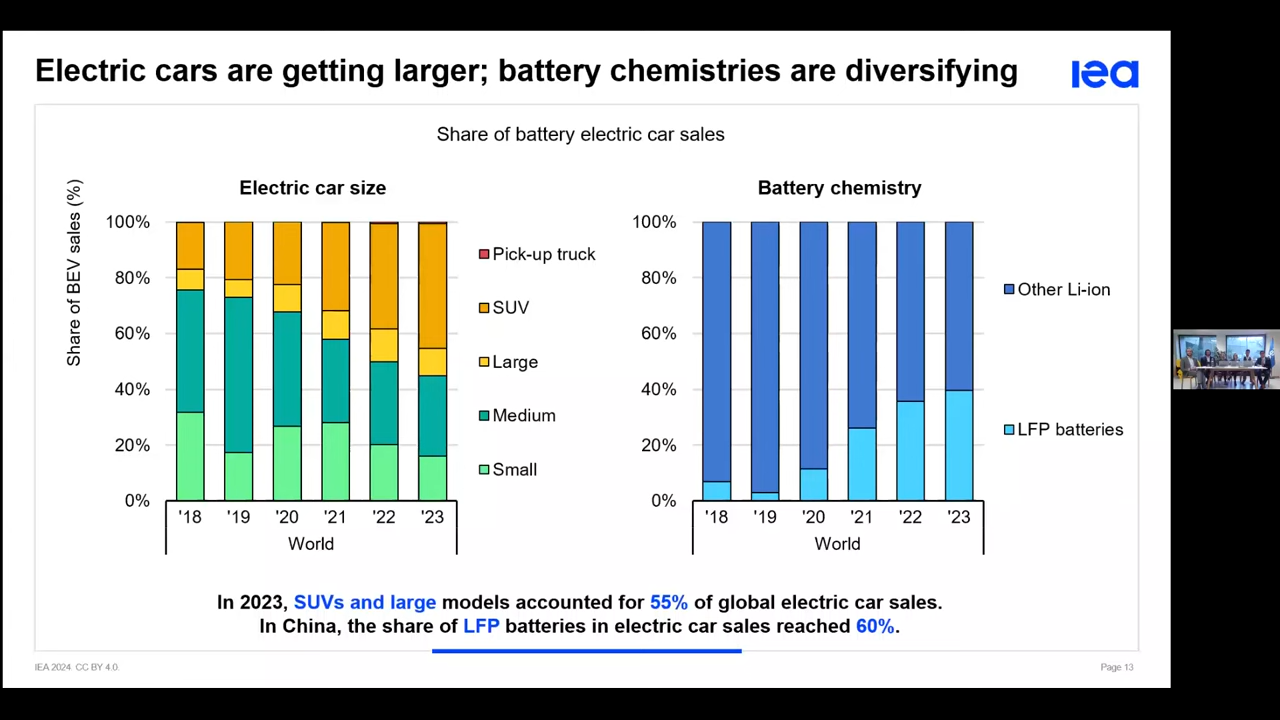 Electric cars are getting larger; battery chemistries are diversifying
iea
Share of battery electric car sales
Electric car size
Share of BEV sales (%)
100%
80%
60%
40%
20%
0%
'18 '19 '20 '21 '22 '23
World
Pick-up truck
SUV
Large
Medium
Small
Battery chemistry
100%
80%
60%
40%
20%
0%
'18 '19 '20 '21 '22 '23
World
Other Li-ion
LFP batteries
In 2023, SUVs and large models accounted for 55% of global electric car sales.
In China, the share of LFP batteries in electric car sales reached 60%.
IEA 2024 CC BY 4.0.
Page 13